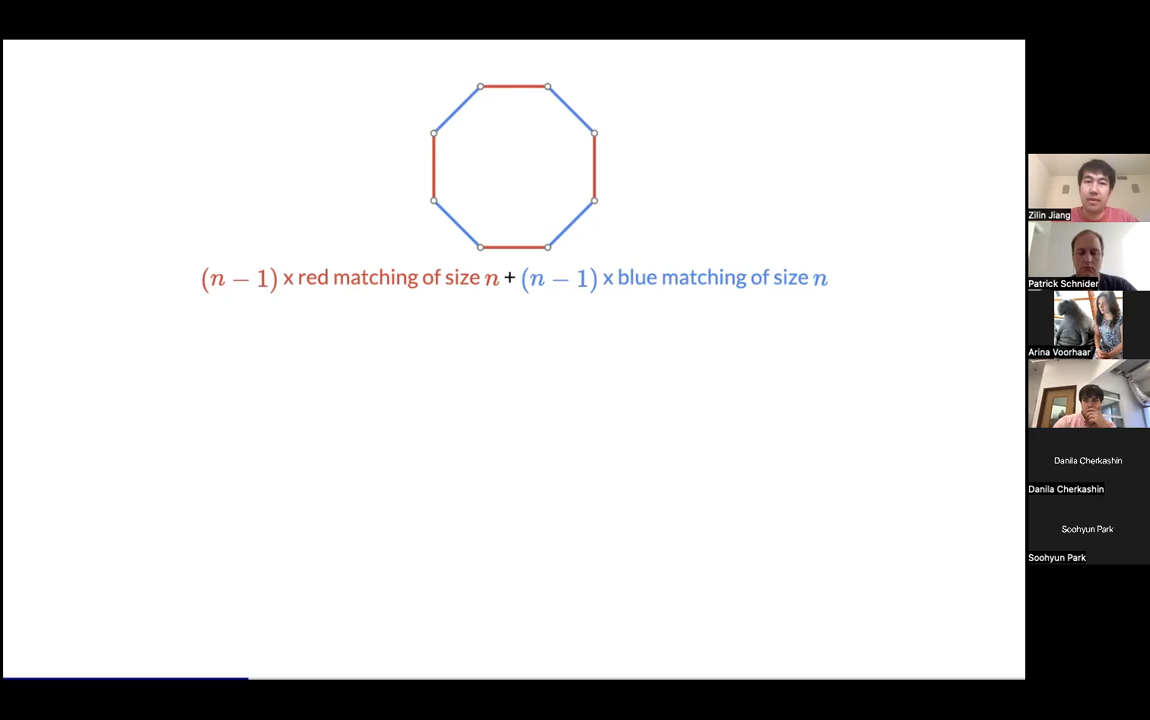 (n − 1) x red matching of size n + (n − 1) x blue matching of size n
Zilin Jiang
Patrick Schnider
Arina Voorhaar
Danila Cherkashin
Danila Cherkashin
Soohyun Park
Soohyun Park